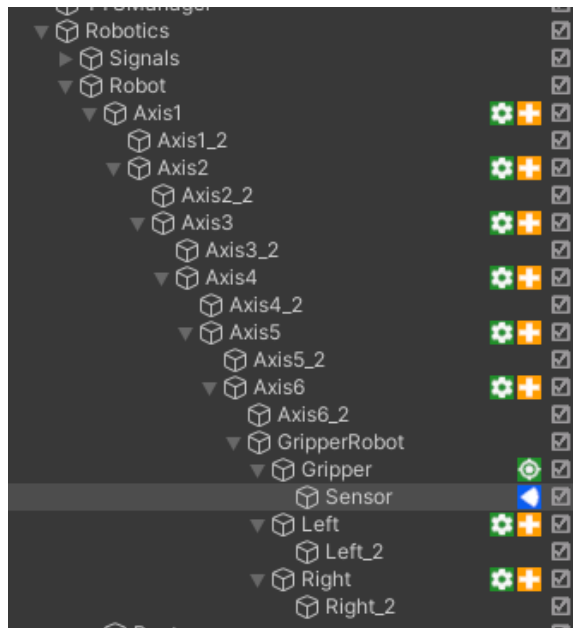 Robotics
Signals
Robot
Axis1
Axis1_2
Axis2
Axis2_2
Axis3
Axis3_2
Axis4
Axis4_2
Axis5
Axis5_2
Axis6
Axis6_2
GripperRobot
Gripper
Sensor
Left
Left_2
Right
Right_2